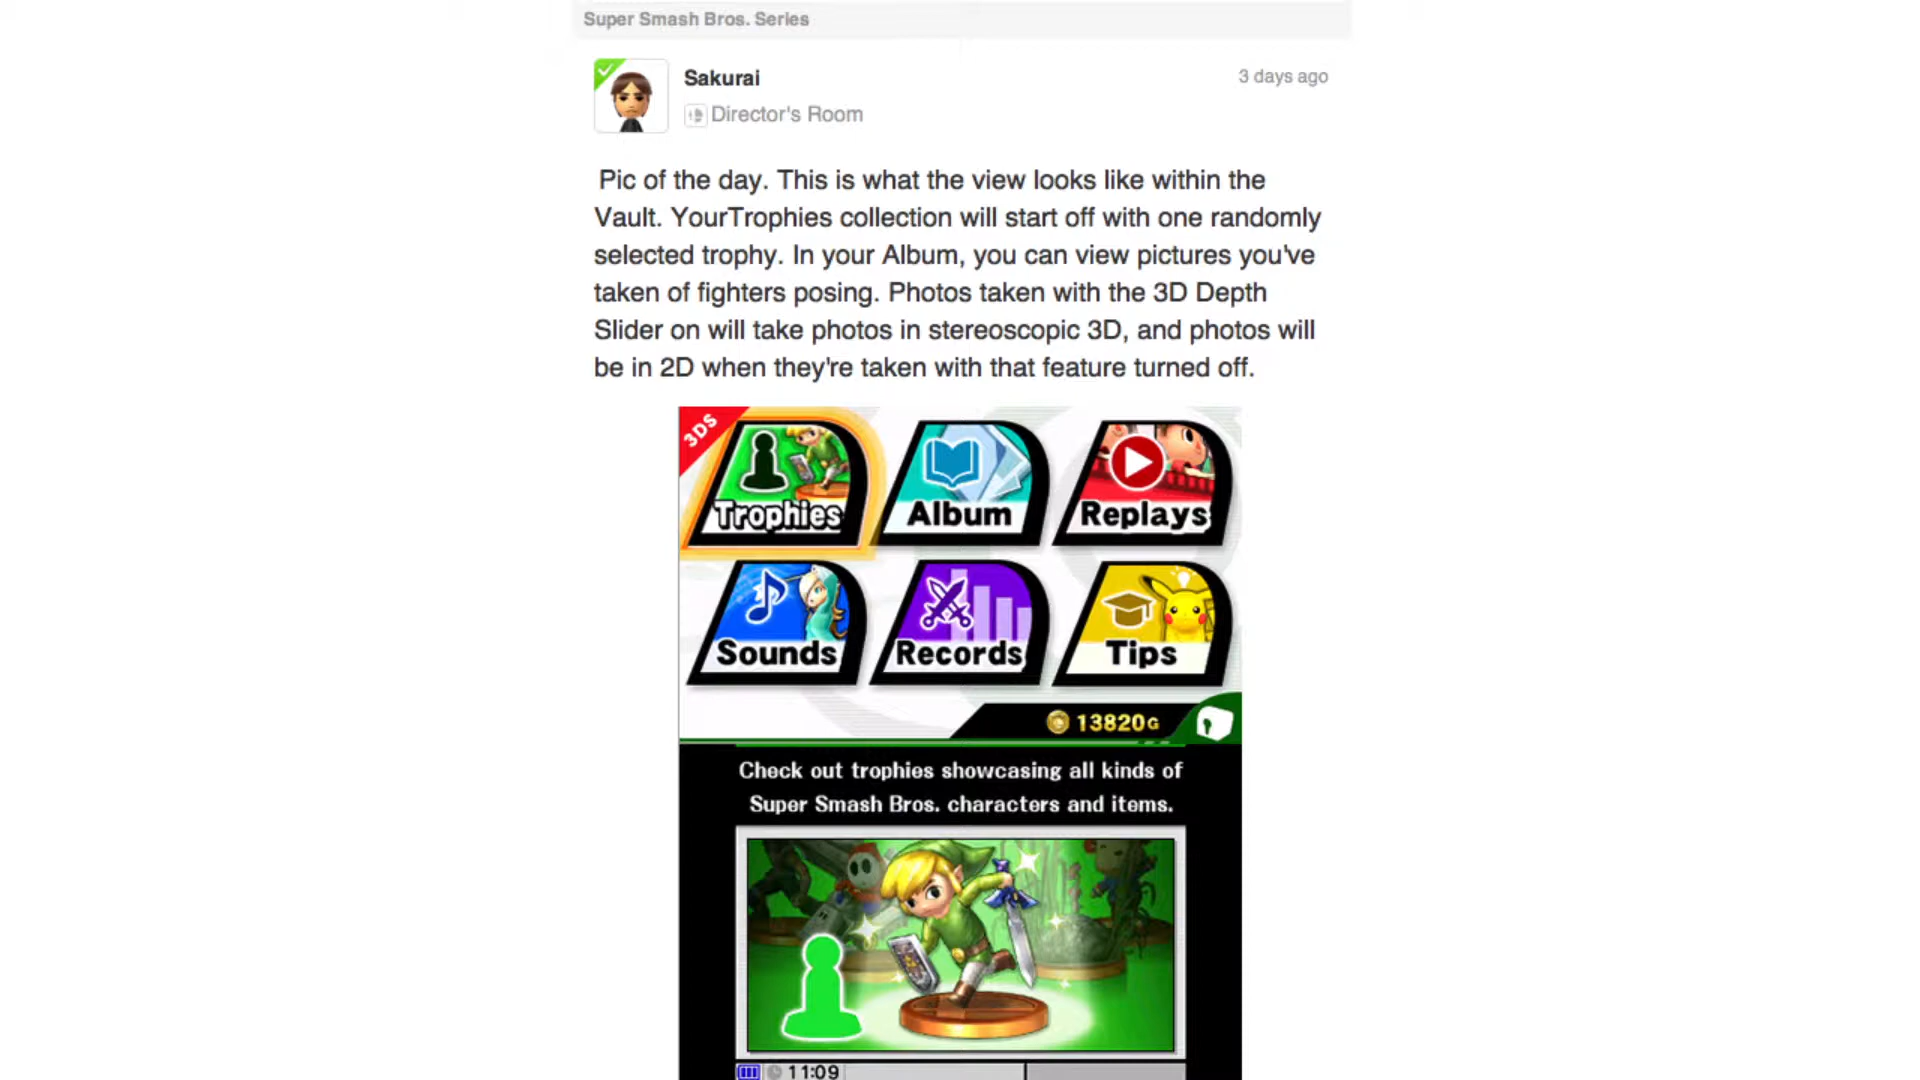 Super Smash Bros. Series
Sakurai
3 days ago
Director's Room
Pic of the day. This is what the view looks like within the
Vault. YourTrophies collection will start off with one randomly
selected trophy. In your Album, you can view pictures you've
taken of fighters posing. Photos taken with the 3D Depth
Slider on will take photos in stereoscopic 3D, and photos will
be in 2D when they're taken with that feature turned off.
3DS
Trophies
Album
Replays
Sounds
Records
Tips
13820G
Check out trophies showcasing all kinds of
Super Smash Bros. characters and items.
11:09